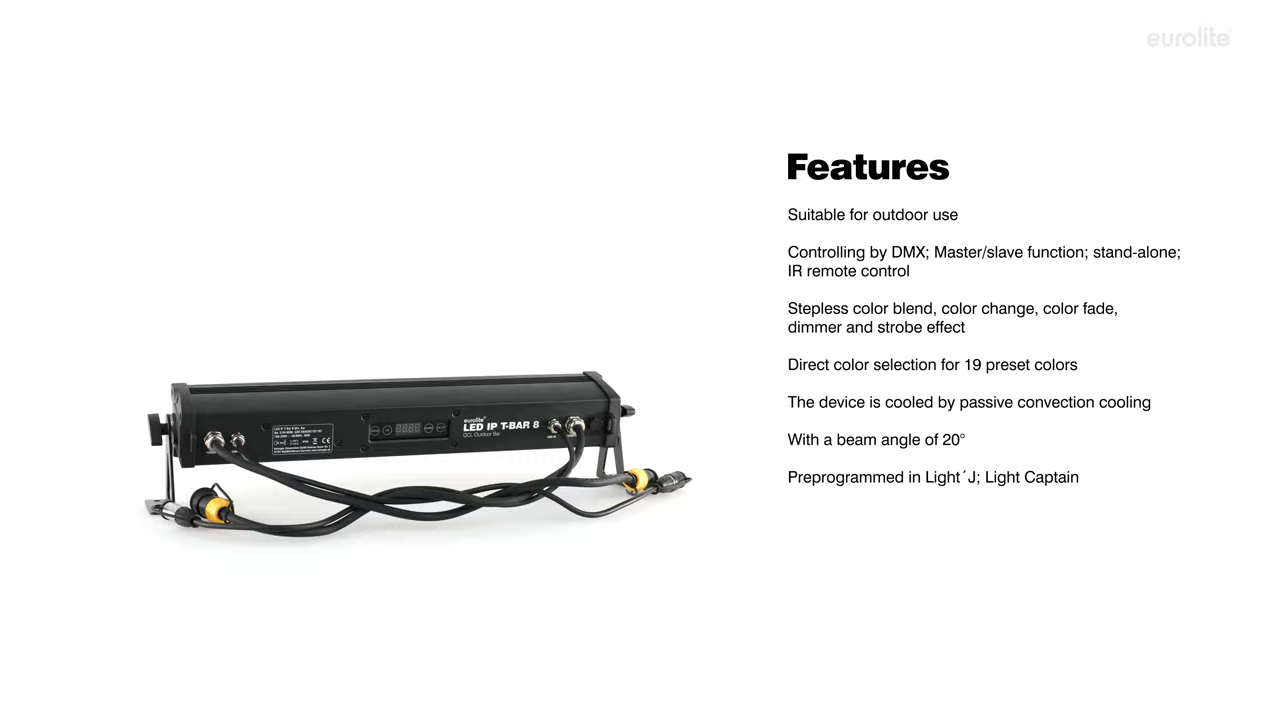 eurolite
Features
Suitable for outdoor use
Controlling by DMX; Master/slave function; stand-alone;
IR remote control
Stepless color blend, color change, color fade,
dimmer and strobe effect
Direct color selection for 19 preset colors
The device is cooled by passive convection cooling
With a beam angle of 20°
Preprogrammed in Light´J; Light Captain
eurolite
LED IP T-BAR 8
QCL Outdoor Bar